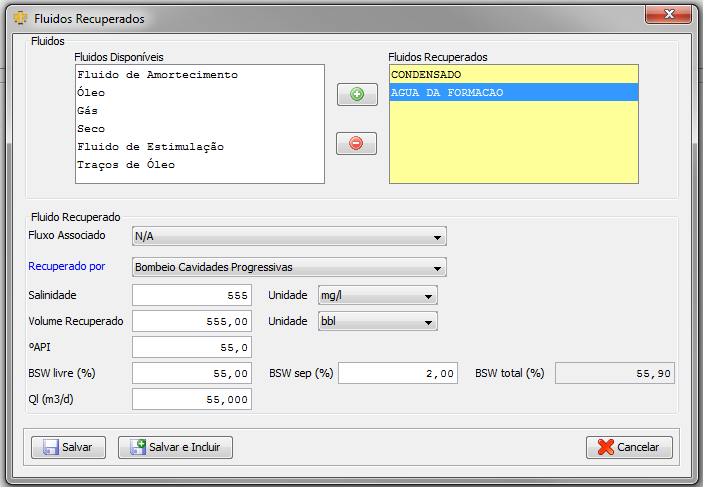 Fluidos Recuperados
Fluidos
Fluidos Disponíveis
Fluido de Amortecimento
Óleo
Gás
Seco
Fluido de Estimulação
Traços de Óleo
Fluidos Recuperados
CONDENSADO
AGUA DA FORMACAO
Fluido Recuperado
Fluxo Associado N/A
Recuperado por Bombeio Cavidades Progressivas
Salinidade 555 Unidade mg/l
Volume Recuperado 555,00 Unidade bbl
ºAPI 55,0
BSW livre (%) 55,00 BSW sep (%) 2,00 BSW total (%) 55,90
Ql (m3/d) 55,000
Salvar Salvar e Incluir Cancelar